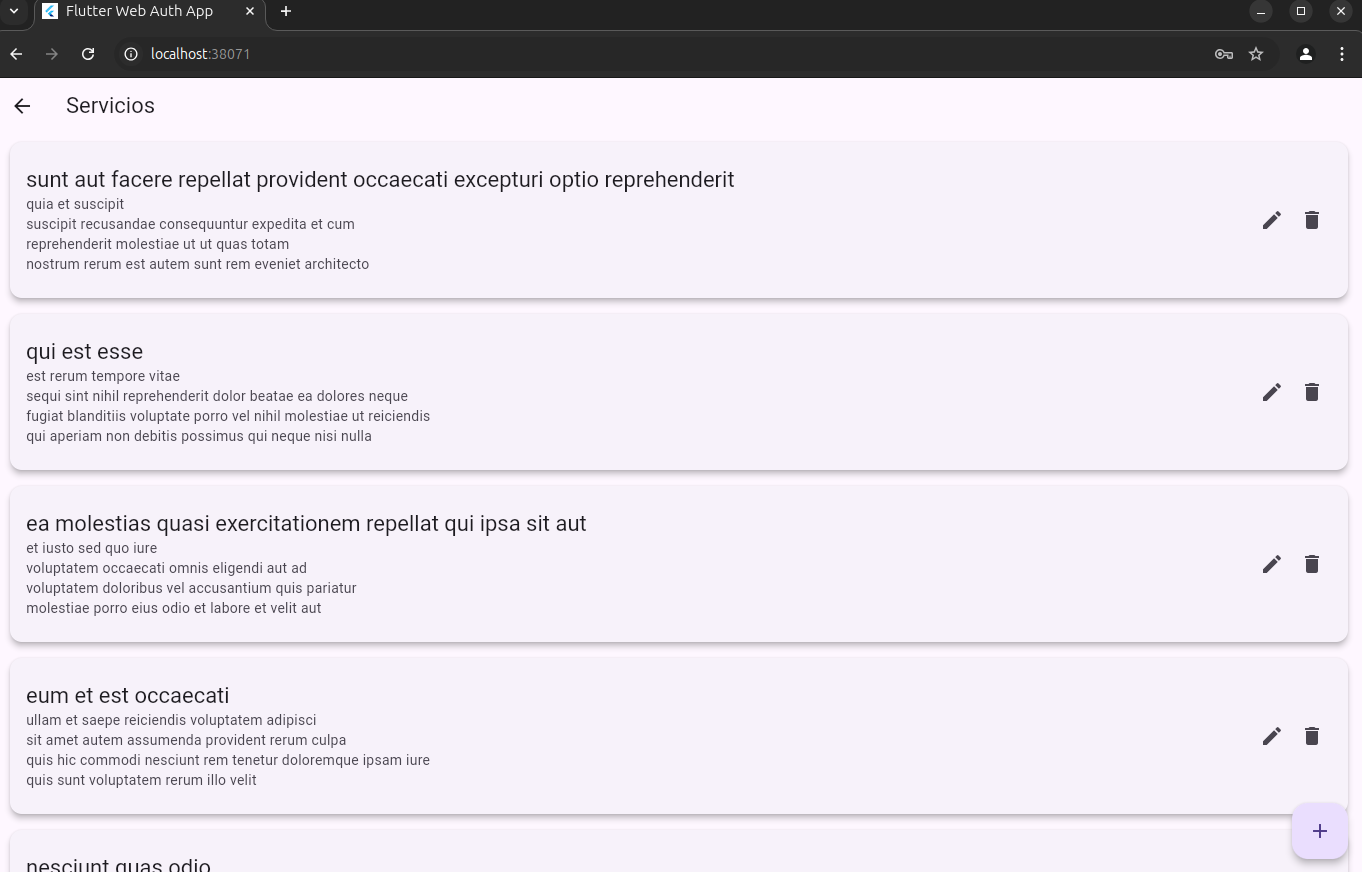 Flutter Web Auth App
localhost:38071
Servicios
sunt aut facere repellat provident occaecati excepturi optio reprehenderit
quia et suscipit
suscipit recusandae consequuntur expedita et cum
reprehenderit molestiae ut ut quas totam
nostrum rerum est autem sunt rem eveniet architecto
qui est esse
est rerum tempore vitae
sequi sint nihil reprehenderit dolor beatae ea dolores neque
fugiat blanditiis voluptate porro vel nihil molestiae ut reiciendis
qui aperiam non debitis possimus qui neque nisi nulla
ea molestias quasi exercitationem repellat qui ipsa sit aut
et iusto sed quo iure
voluptatem occaecati omnis eligendi aut ad
voluptatem doloribus vel accusantium quis pariatur
molestiae porro eius odio et labore et velit aut
eum et est occaecati
ullam et saepe reiciendis voluptatem adipisci
sit amet autem assumenda provident rerum culpa
quis hic commodi nesciunt rem tenetur doloremque ipsam iure
quis sunt voluptatem rerum illo velit
nesciunt quas odio